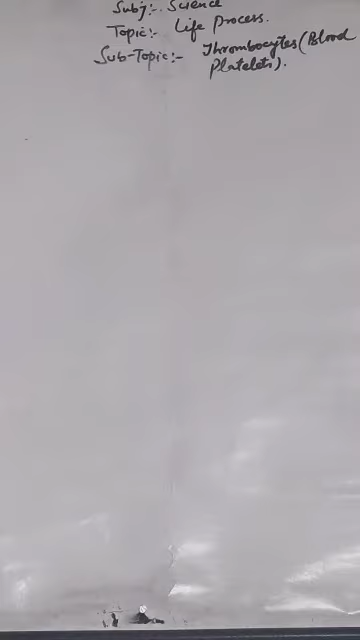 Subj:- Science
Topic:- Life Process.
Sub-Topic:- Thrombocytes (Blood
Platelets).